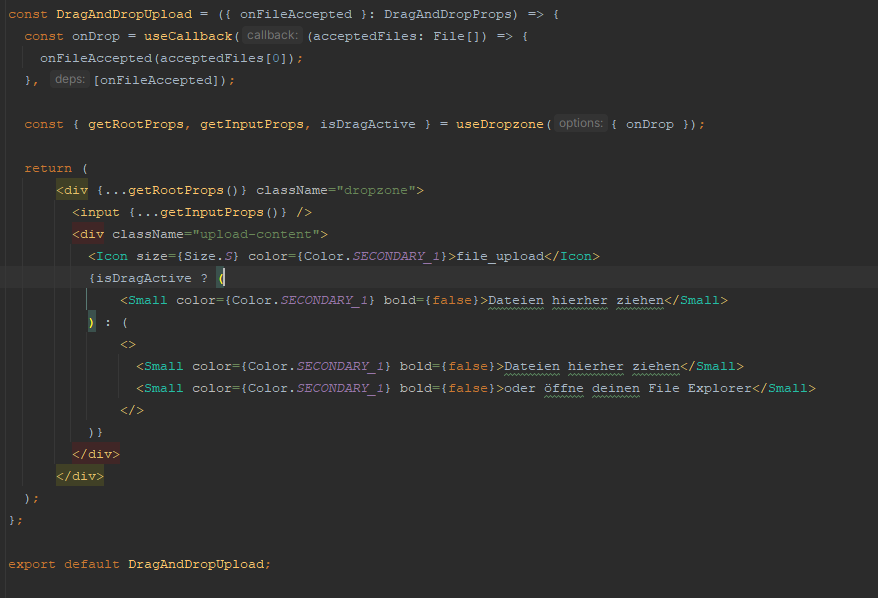 const DragAndDropUpload = ({ onFileAccepted }: DragAndDropProps) => {
  const onDrop = useCallback( callback: (acceptedFiles: File[]) => {
    onFileAccepted(acceptedFiles[0]);
  }, deps: [onFileAccepted]);

  const { getRootProps, getInputProps, isDragActive } = useDropzone( options: { onDrop });

  return (
      <div {...getRootProps()} className="dropzone">
        <input {...getInputProps()} />
        <div className="upload-content">
          <Icon size={Size.S} color={Color.SECONDARY_1}>file_upload</Icon>
          {isDragActive ? (
              <Small color={Color.SECONDARY_1} bold={false}>Dateien hierher ziehen</Small>
          ) : (
              <>
                <Small color={Color.SECONDARY_1} bold={false}>Dateien hierher ziehen</Small>
                <Small color={Color.SECONDARY_1} bold={false}>oder öffne deinen File Explorer</Small>
              </>
          )}
        </div>
      </div>
  );
};

export default DragAndDropUpload;